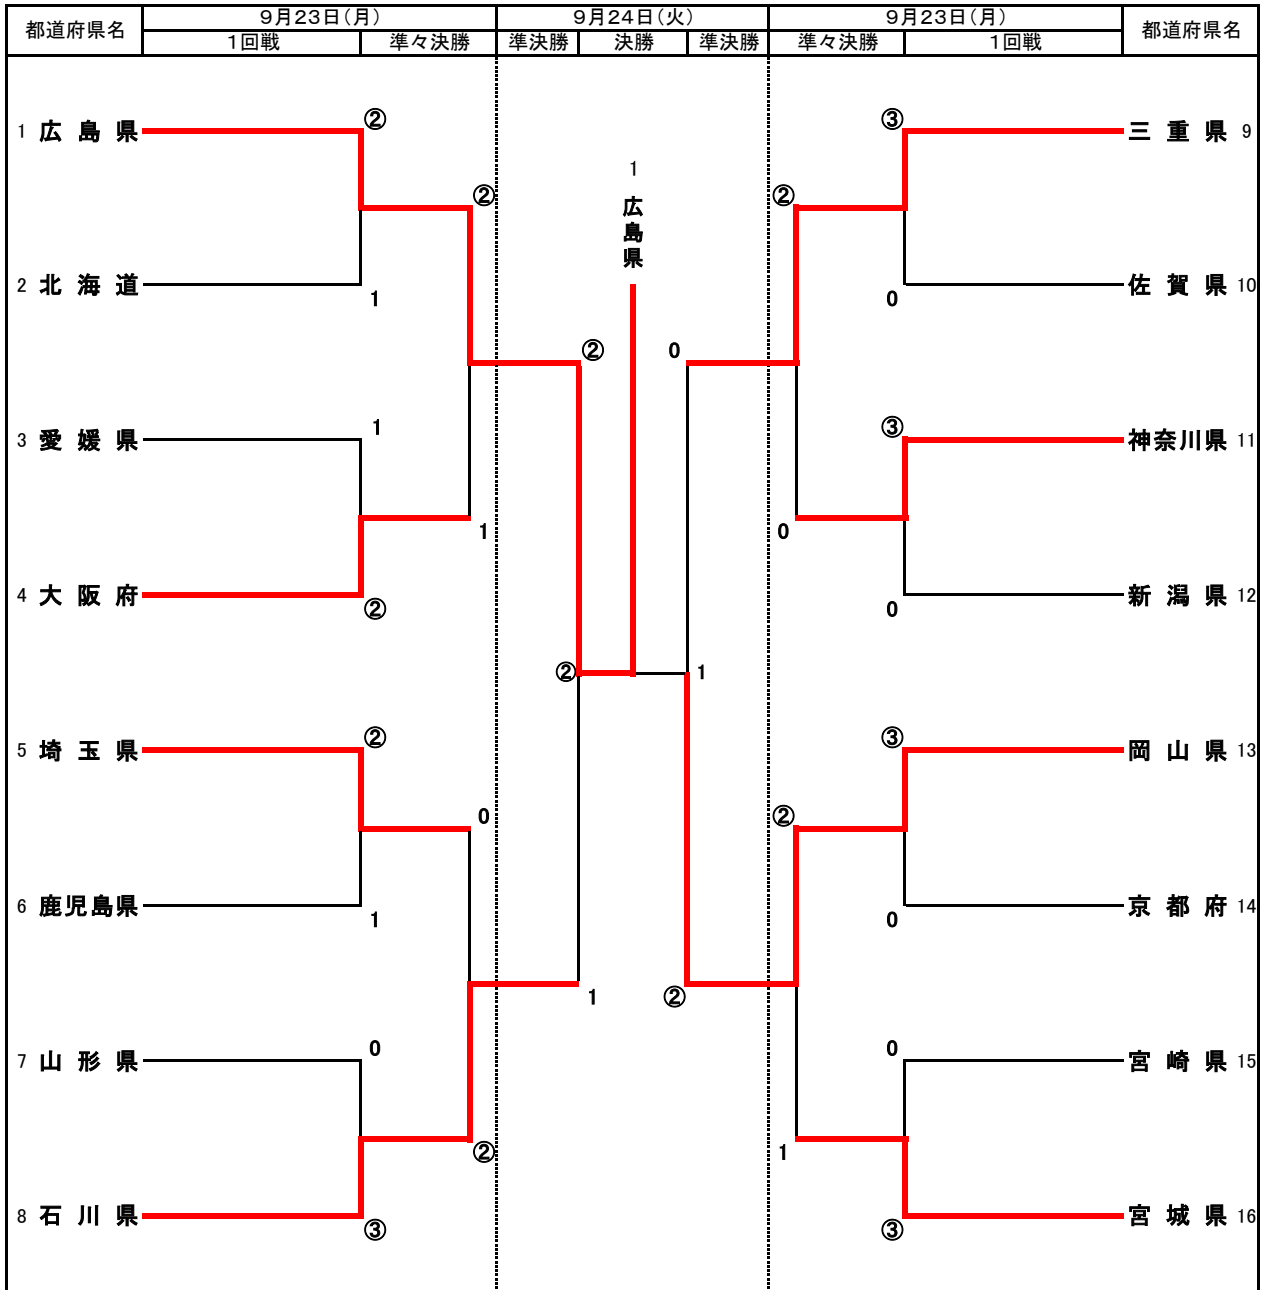 都道府県名 9月23日(月) 9月24日(火) 9月23日(月) 都道府県名
1回戦 準々決勝 準決勝 決勝 準決勝 準々決勝 1回戦
② ③
1 広島県 三重県 9
1
② ②
広島県
2 北海道 佐賀県 10
1 0
② 0
1 ③
3 愛媛県 神奈川県 11
1 0
4 大阪府 新潟県 12
② 0
② 1
② ③
5 埼玉県 岡山県 13
0 ②
6 鹿児島県 京都府 14
1 0
1 ②
0 0
7 山形県 宮崎県 15
② 1
8 石川県 宮城県 16
③ ③